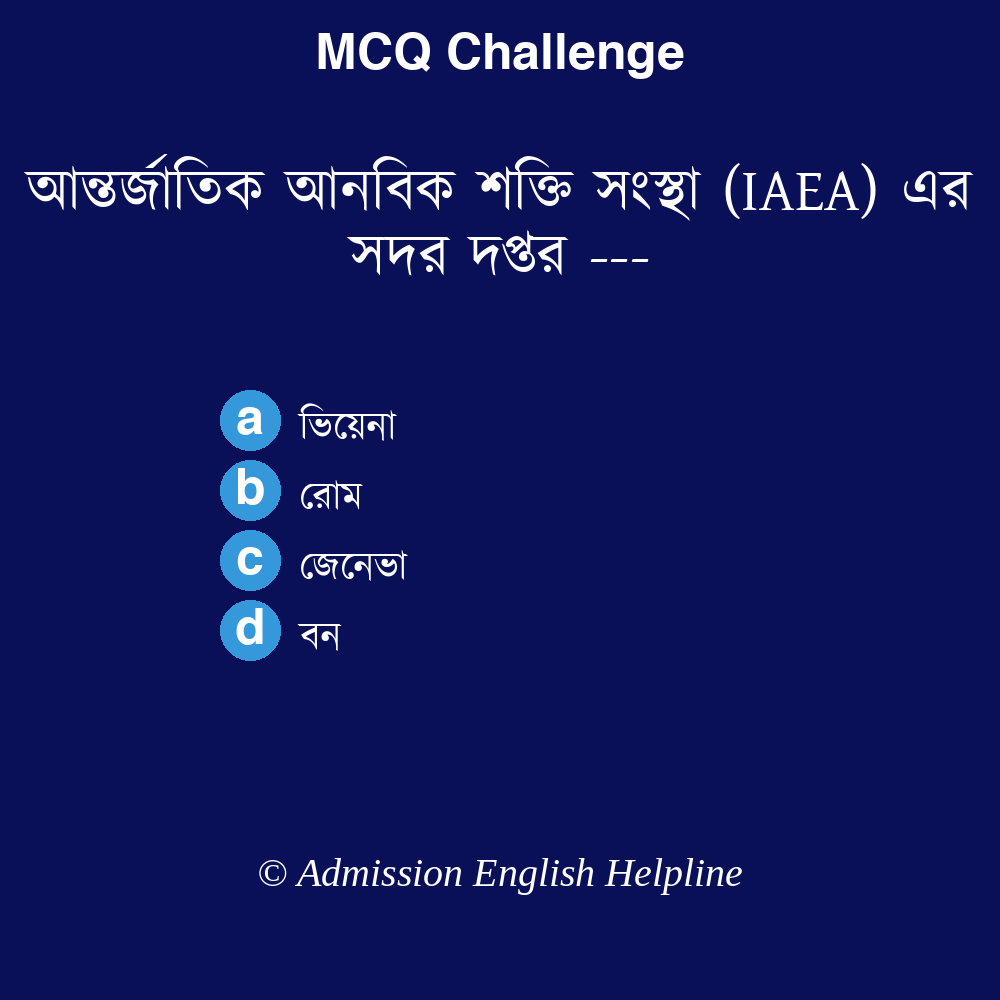 MCQ Challenge
আন্তর্জাতিক আনবিক শক্তি সংস্থা (IAEA) এর
সদর দপ্তর ---
a ভিয়েনা
b রোম
c জেনেভা
d বন
© Admission English Helpline